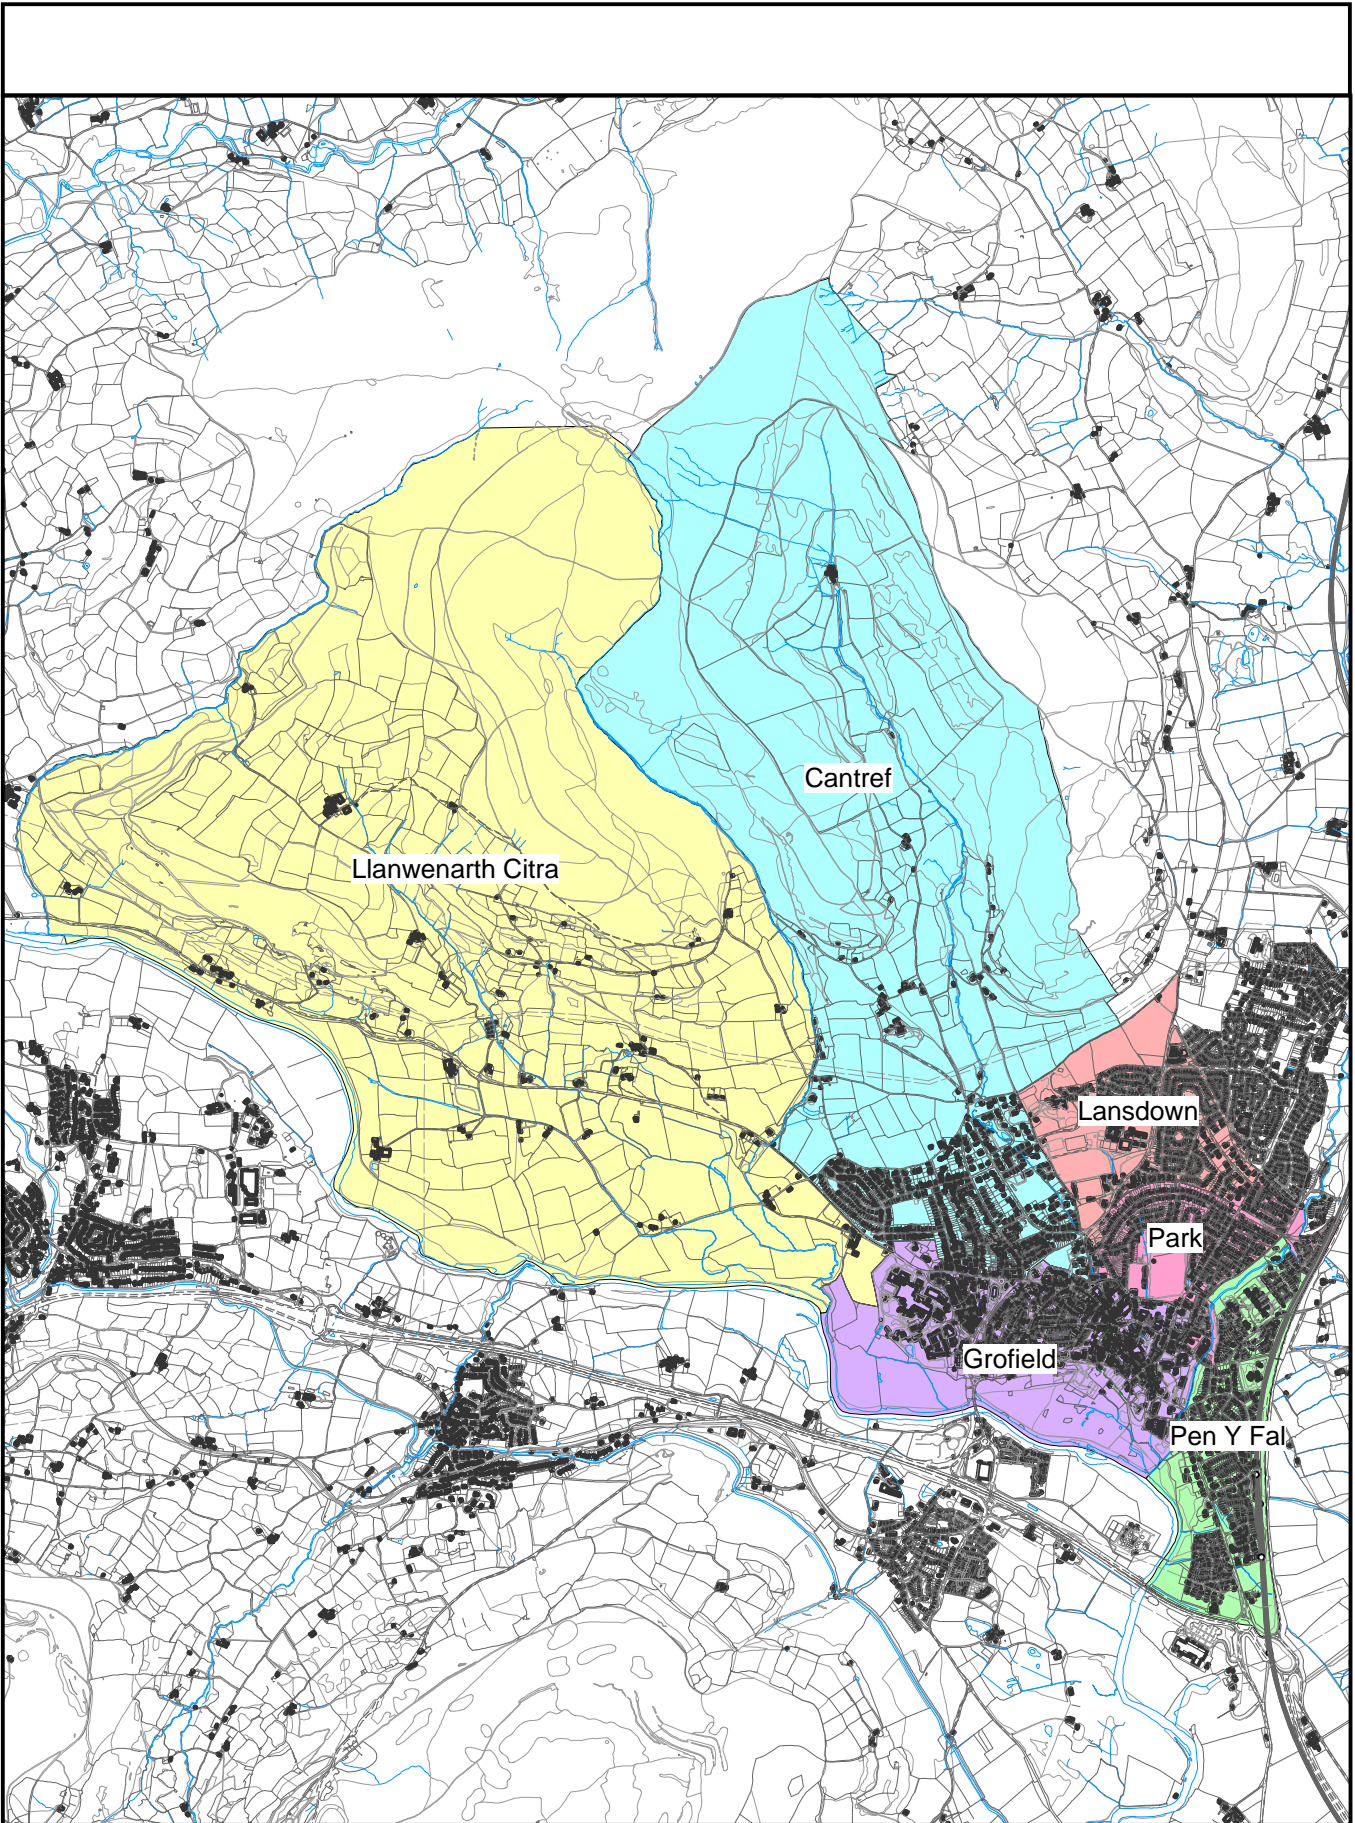 Cantref
Llanwenarth Citra
Lansdown
Park
Grofield
Pen Y Fal